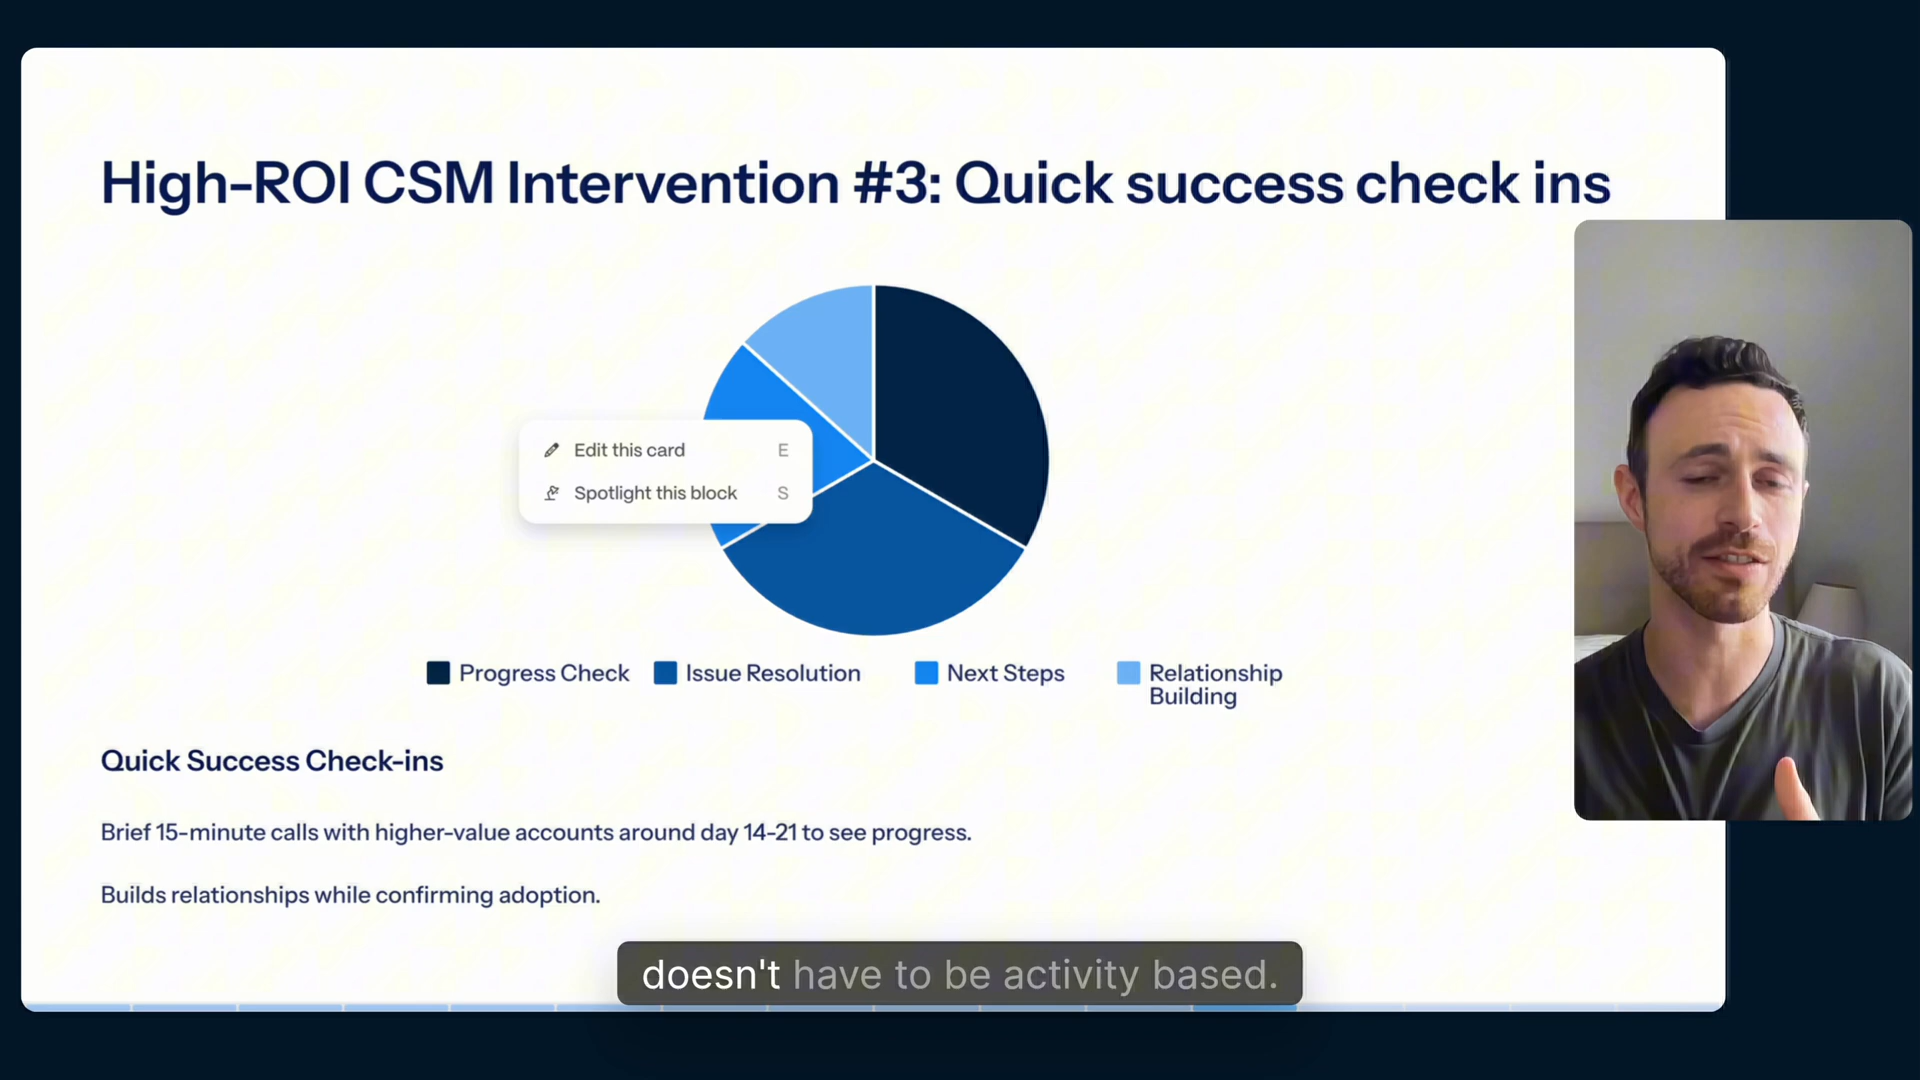 High-ROI CSM Intervention #3: Quick success check ins
Edit this card E
Spotlight this block S
Progress Check
Issue Resolution
Next Steps
Relationship
Building
Quick Success Check-ins
Brief 15-minute calls with higher-value accounts around day 14-21 to see progress.
Builds relationships while confirming adoption.
doesn't have to be activity based.